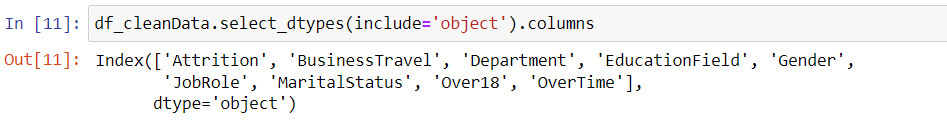 In [11]: df_cleanData.select_dtypes(include='object').columns
Out[11]: Index(['Attrition', 'BusinessTravel', 'Department', 'EducationField', 'Gender',
'JobRole', 'MaritalStatus', 'Over18', 'OverTime'],
dtype='object')